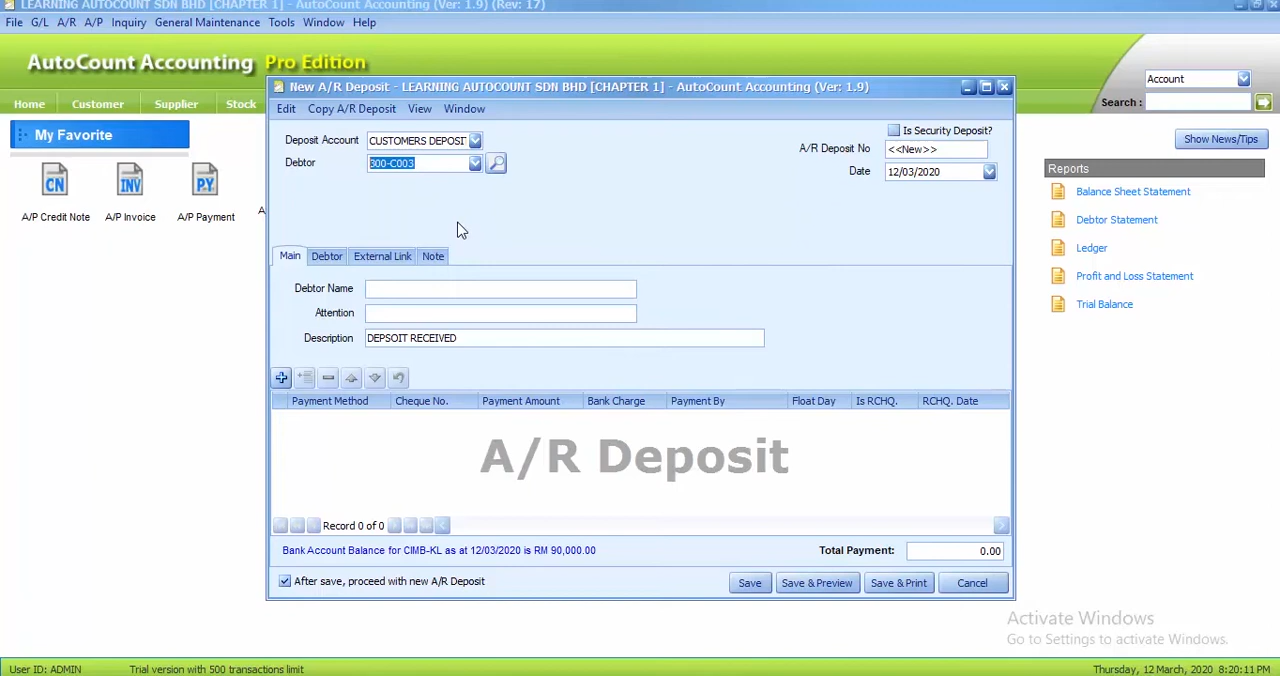 LEARNING AUTOCOUNT SDN BHD [CHAPTER 1] - AutoCount Accounting (Ver: 1.9) (Rev: 17)
File G/L A/R A/P Inquiry General Maintenance Tools Window Help
AutoCount Accounting Pro Edition
Account
Search :
Home Customer Supplier Stock
My Favorite
Show News/Tips
CN INV PY
A/P Credit Note A/P Invoice A/P Payment A
Reports
Balance Sheet Statement
Debtor Statement
Ledger
Profit and Loss Statement
Trial Balance
New A/R Deposit - LEARNING AUTOCOUNT SDN BHD [CHAPTER 1] - AutoCount Accounting (Ver: 1.9)
Edit Copy A/R Deposit View Window
Is Security Deposit?
Deposit Account CUSTOMERS DEPOSIT
A/R Deposit No <<New>>
Debtor 300-C003
Date 12/03/2020
Main Debtor External Link Note
Debtor Name
Attention
Description DEPSOIT RECEIVED
Payment Method Cheque No. Payment Amount Bank Charge Payment By Float Day Is RCHQ. RCHQ. Date
A/R Deposit
Record 0 of 0
Bank Account Balance for CIMB-KL as at 12/03/2020 is RM 90,000.00
Total Payment: 0.00
After save, proceed with new A/R Deposit
Save Save & Preview Save & Print Cancel
Activate Windows
Go to Settings to activate Windows.
User ID: ADMIN Trial version with 500 transactions limit Thursday, 12 March, 2020 8:20:11 PM